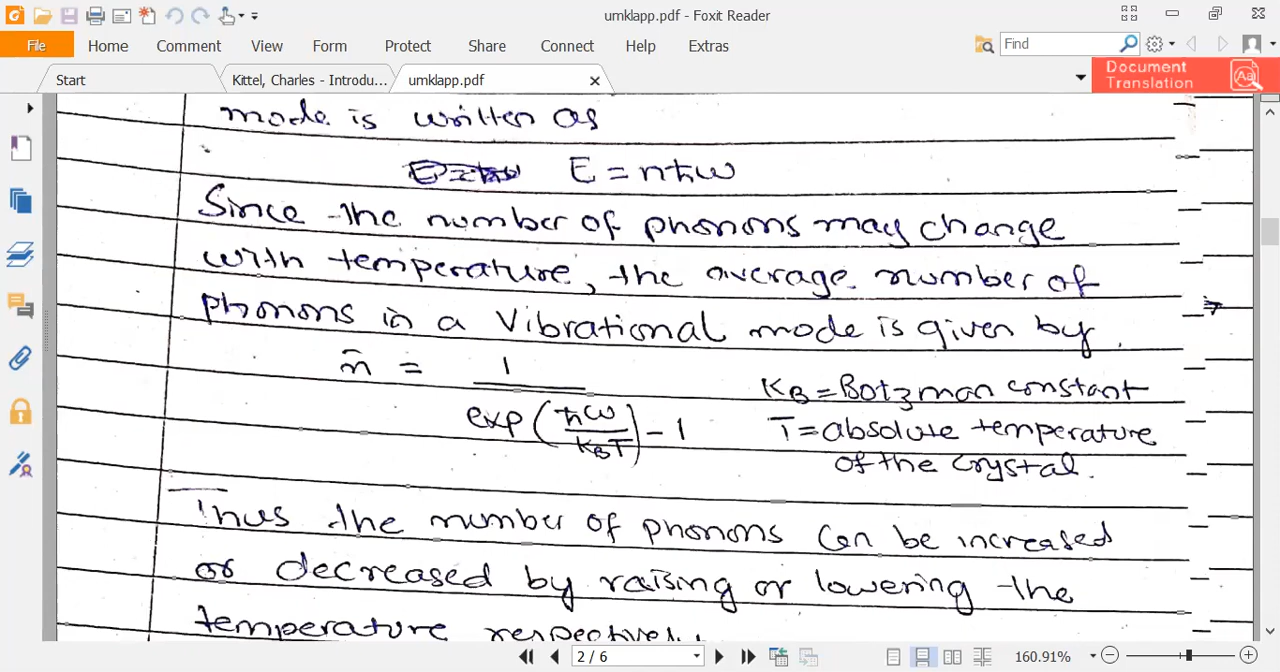 umklapp.pdf - Foxit Reader
File Home Comment View Form Protect Share Connect Help Extras
Find
Start
Kittel, Charles - Introdu...
umklapp.pdf
Document Translation
mode is written as
E = nℏω
Since the number of phonons may change
with temperature, the average number of
phonons in a Vibrational mode is given by
n̄ = 1 / exp(ℏω/KBT) - 1
KB = Botzman constant
T = absolute temperature
of the crystal.
Thus the number of phonons can be increased
or decreased by raising or lowering the
temperature respectively
2 / 6
160.91%